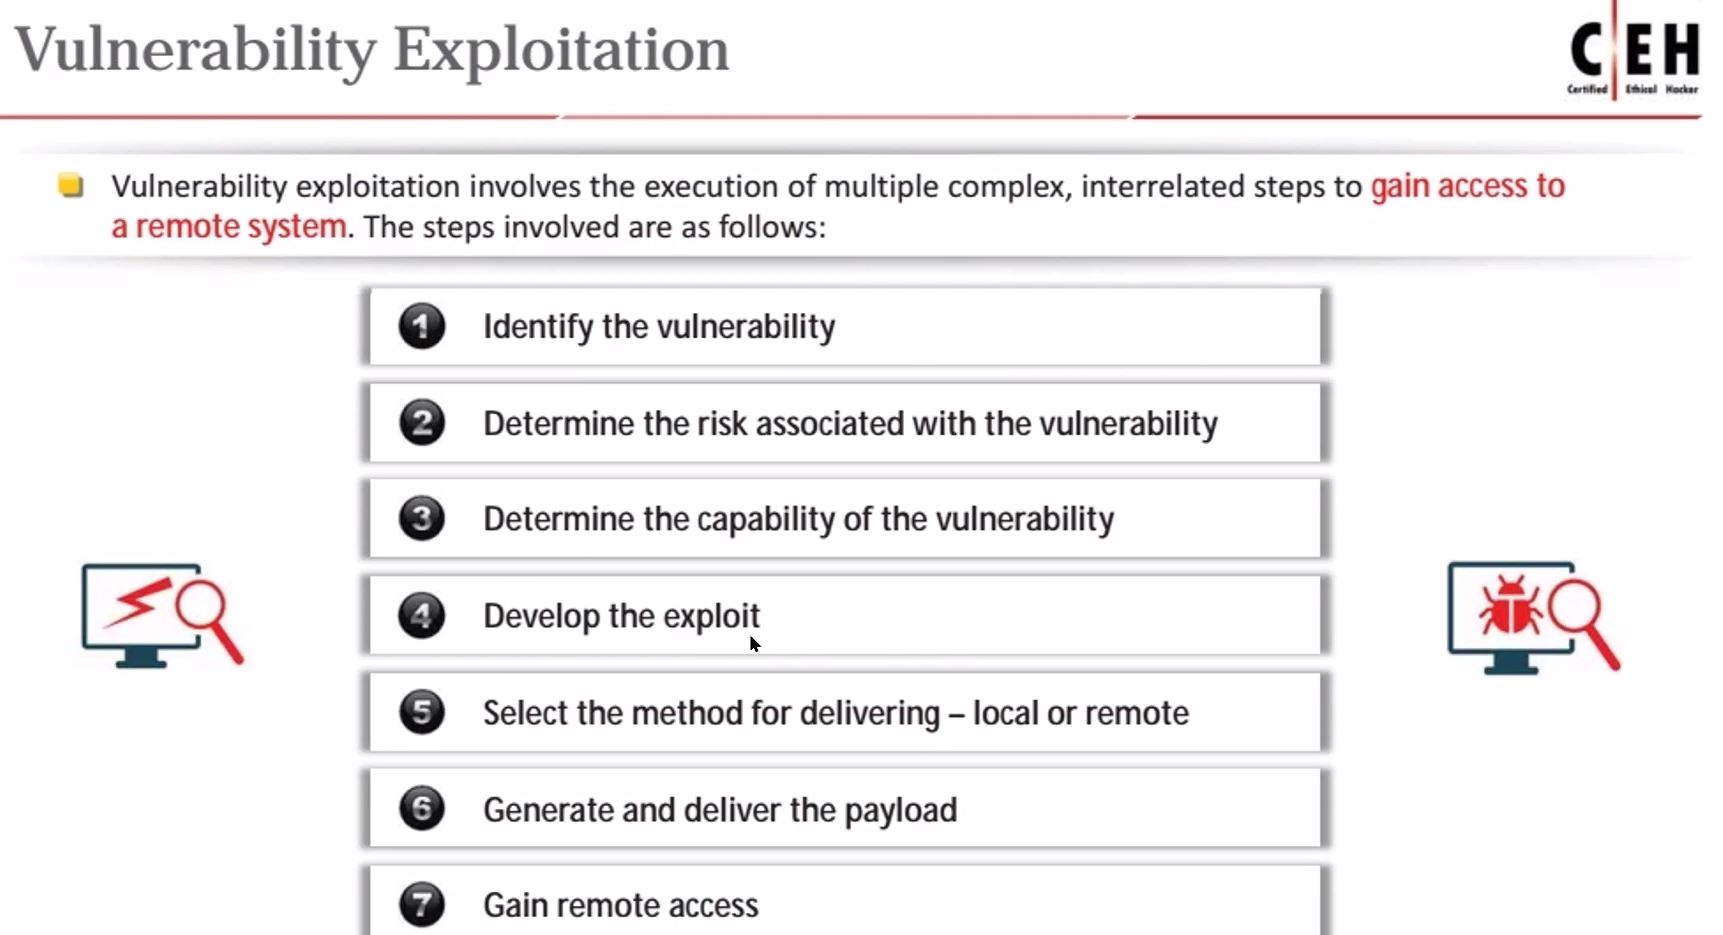 Vulnerability Exploitation
C|EH
Certified Ethical Hacker
Vulnerability exploitation involves the execution of multiple complex, interrelated steps to gain access to
a remote system. The steps involved are as follows:
1 Identify the vulnerability
2 Determine the risk associated with the vulnerability
3 Determine the capability of the vulnerability
4 Develop the exploit
5 Select the method for delivering – local or remote
6 Generate and deliver the payload
7 Gain remote access